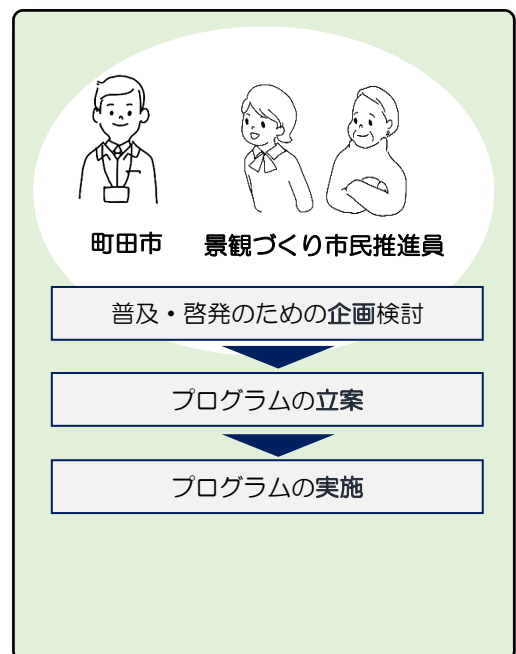 町田市 景観づくり市民推進員
普及・啓発のための企画検討
プログラムの立案
プログラムの実施